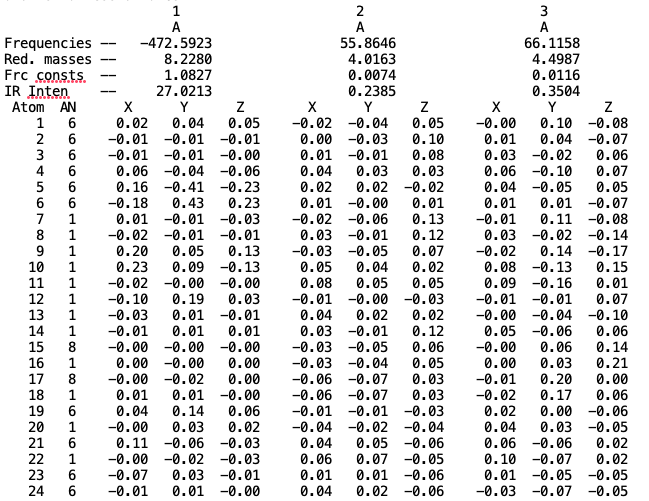 1 2 3
A A A
Frequencies -- -472.5923 55.8646 66.1158
Red. masses -- 8.2280 4.0163 4.4987
Frc consts -- 1.0827 0.0074 0.0116
IR Inten -- 27.0213 0.2385 0.3504
Atom AN X Y Z X Y Z X Y Z
1 6 0.02 0.04 0.05 -0.02 -0.04 0.05 -0.00 0.10 -0.08
2 6 -0.01 -0.01 -0.01 0.00 -0.03 0.10 0.01 0.04 -0.07
3 6 -0.01 -0.01 -0.00 0.01 -0.01 0.08 0.03 -0.02 0.06
4 6 0.06 -0.04 -0.06 0.04 0.03 0.03 0.06 -0.10 0.07
5 6 0.16 -0.41 -0.23 0.02 0.02 -0.02 0.04 -0.05 0.05
6 6 -0.18 0.43 0.23 0.01 -0.00 0.01 0.01 0.01 -0.07
7 1 0.01 -0.01 -0.03 -0.02 -0.06 0.13 -0.01 0.11 -0.08
8 1 -0.02 -0.01 -0.01 -0.03 -0.01 0.12 0.03 -0.02 -0.14
9 1 0.20 0.05 0.13 -0.03 -0.05 0.07 -0.02 0.14 -0.17
10 1 0.23 0.09 -0.13 0.05 0.04 0.02 0.08 -0.13 0.15
11 1 -0.02 -0.00 -0.00 0.08 0.05 0.05 0.09 -0.16 0.01
12 1 -0.10 0.19 0.03 -0.01 -0.00 -0.03 -0.01 -0.01 0.07
13 1 -0.03 0.01 -0.01 0.04 0.02 0.02 -0.00 -0.04 -0.10
14 1 -0.01 0.01 0.01 0.03 -0.01 0.12 0.05 -0.06 0.06
15 8 -0.00 -0.00 -0.00 -0.03 -0.05 0.06 -0.00 0.06 0.14
16 1 0.00 0.00 0.00 -0.03 -0.04 0.05 0.00 0.03 0.21
17 8 -0.00 -0.02 0.00 -0.06 -0.07 0.03 -0.01 0.20 0.00
18 1 0.01 0.01 -0.00 -0.06 -0.07 0.03 -0.02 0.17 0.06
19 6 0.04 0.14 0.06 -0.01 -0.01 -0.03 0.02 0.00 -0.06
20 1 -0.00 0.03 0.02 -0.04 -0.02 -0.04 0.04 0.03 -0.05
21 6 0.11 -0.06 -0.03 0.04 0.05 -0.06 0.06 -0.06 0.02
22 1 -0.00 -0.02 -0.03 0.06 0.07 -0.05 0.10 -0.07 0.02
23 6 -0.07 0.03 -0.01 0.01 0.01 -0.06 0.01 -0.05 -0.05
24 6 -0.01 0.01 -0.00 0.04 0.02 -0.06 -0.03 -0.07 -0.05